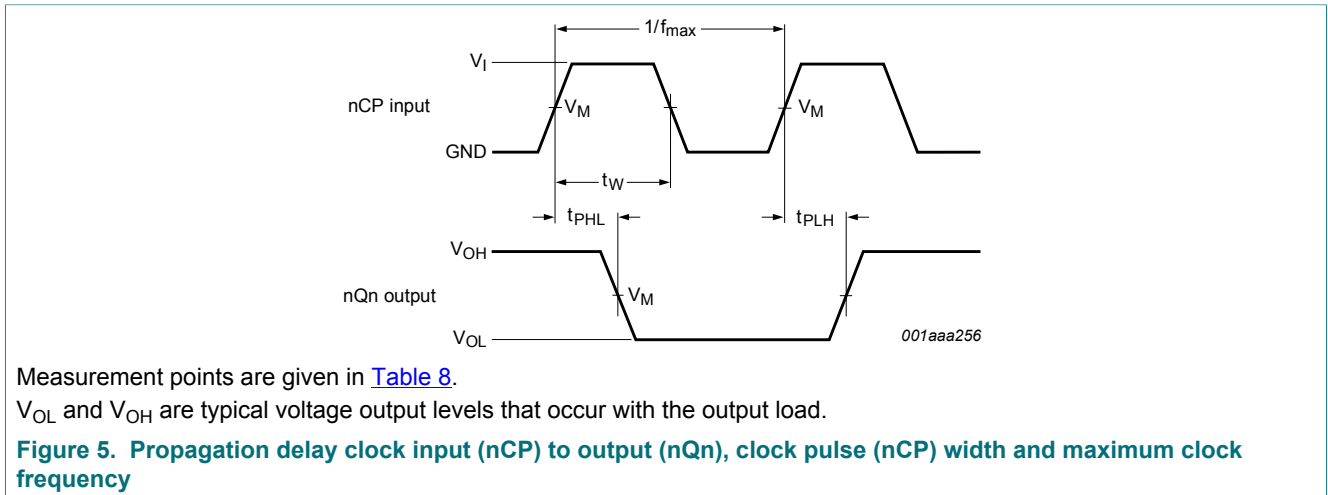 1/fmax
VI
nCP input
VM
VM
GND
tW
tPHL
tPLH
VOH
nQn output
VM
VOL
001aaa256
Measurement points are given in Table 8.
VOL and VOH are typical voltage output levels that occur with the output load.
Figure 5. Propagation delay clock input (nCP) to output (nQn), clock pulse (nCP) width and maximum clock
frequency